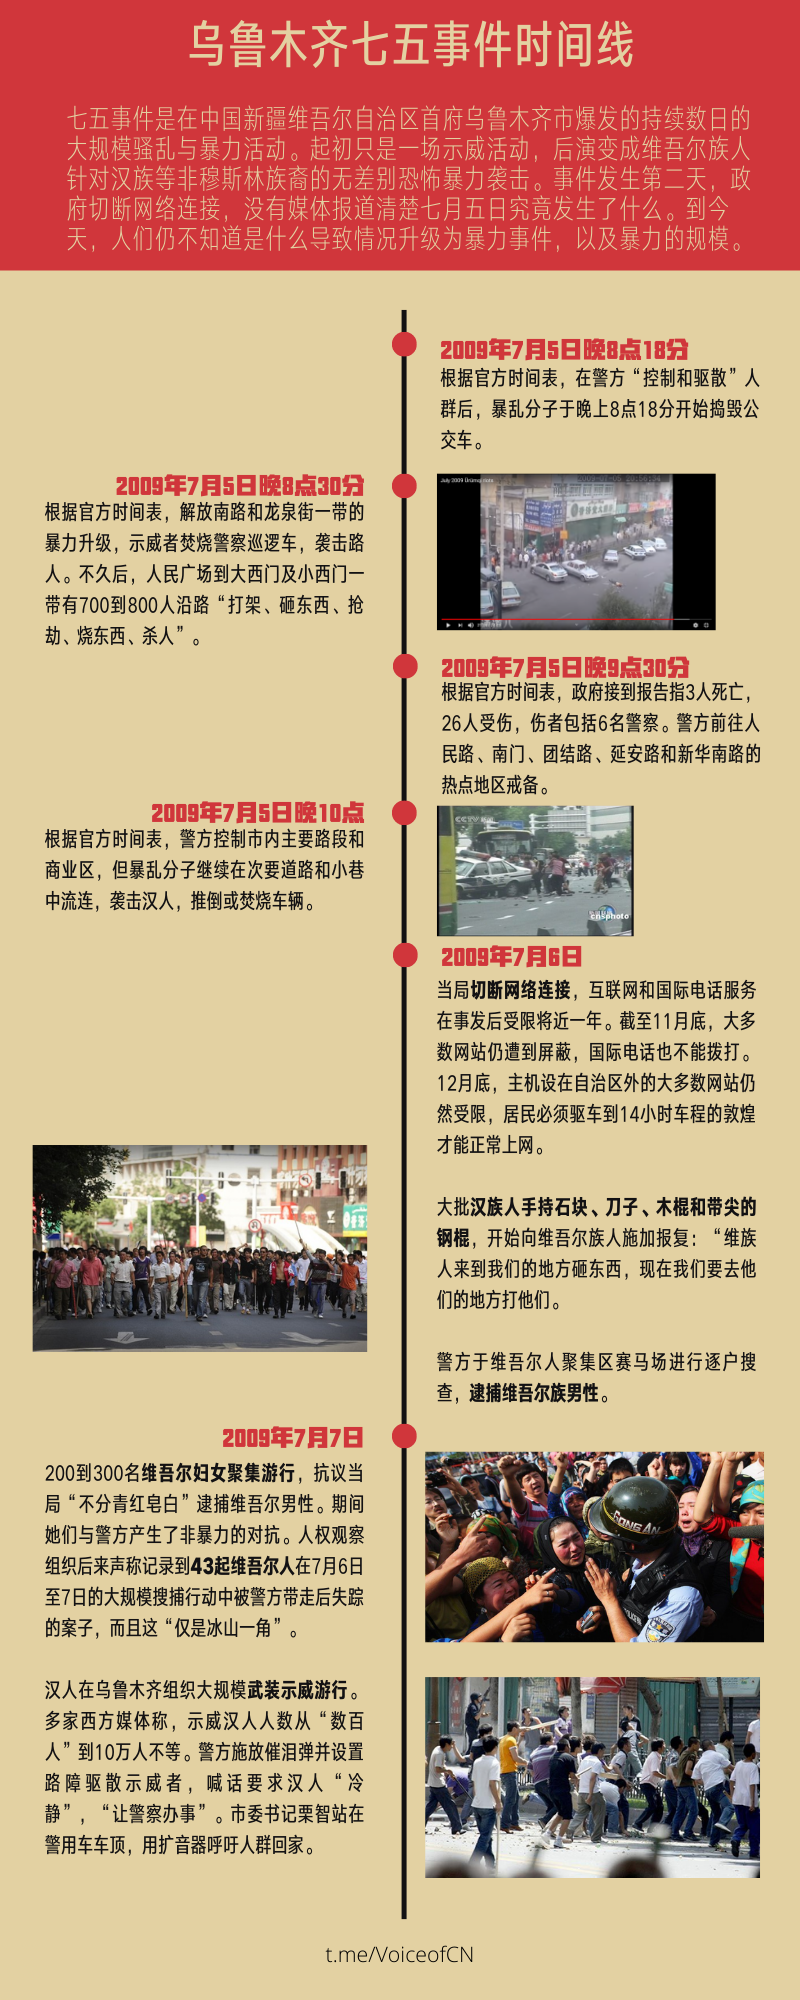 乌鲁木齐七五事件时间线
七五事件是在中国新疆维吾尔自治区首府乌鲁木齐市爆发的持续数日的
大规模骚乱与暴力活动。起初只是一场示威活动，后演变成维吾尔族人
针对汉族等非穆斯林族裔的无差别恐怖暴力袭击。事件发生第二天，政
府切断网络连接，没有媒体报道清楚七月五日究竟发生了什么。到今
天，人们仍不知道是什么导致情况升级为暴力事件，以及暴力的规模。
2009年7月5日晚8点18分
根据官方时间表，在警方“控制和驱散”人
群后，暴乱分子于晚上8点18分开始捣毁公
交车。
July 2009 Ürümqi riots
2009年7月5日晚8点30分
根据官方时间表，解放南路和龙泉街一带的
暴力升级，示威者焚烧警察巡逻车，袭击路
人。不久后，人民广场到大西门及小西门一
带有700到800人沿路“打架、砸东西、抢
劫、烧东西、杀人”。
2009年7月5日晚9点30分
根据官方时间表，政府接到报告指3人死亡，
26人受伤，伤者包括6名警察。警方前往人
民路、南门、团结路、延安路和新华南路的
热点地区戒备。
2009年7月5日晚10点
根据官方时间表，警方控制市内主要路段和
商业区，但暴乱分子继续在次要道路和小巷
中流连，袭击汉人，推倒或焚烧车辆。
CCTV
cnsphoto
2009年7月6日
当局切断网络连接，互联网和国际电话服务
在事发后受限将近一年。截至11月底，大多
数网站仍遭到屏蔽，国际电话也不能拨打。
12月底，主机设在自治区外的大多数网站仍
然受限，居民必须驱车到14小时车程的敦煌
才能正常上网。
大批汉族人手持石块、刀子、木棍和带尖的
钢棍，开始向维吾尔族人施加报复：“维族
人来到我们的地方砸东西，现在我们要去他
们的地方打他们。
警方于维吾尔人聚集区赛马场进行逐户搜
查，逮捕维吾尔族男性。
2009年7月7日
200到300名维吾尔妇女聚集游行，抗议当
局“不分青红皂白”逮捕维吾尔男性。期间
她们与警方产生了非暴力的对抗。人权观察
组织后来声称记录到43起维吾尔人在7月6日
至7日的大规模搜捕行动中被警方带走后失踪
的案子，而且这“仅是冰山一角”。
GONG AN
汉人在乌鲁木齐组织大规模武装示威游行。
多家西方媒体称，示威汉人人数从“数百
人”到10万人不等。警方施放催泪弹并设置
路障驱散示威者，喊话要求汉人“冷
静”，“让警察办事”。市委书记栗智站在
警用车车顶，用扩音器呼吁人群回家。
t.me/VoiceofCN